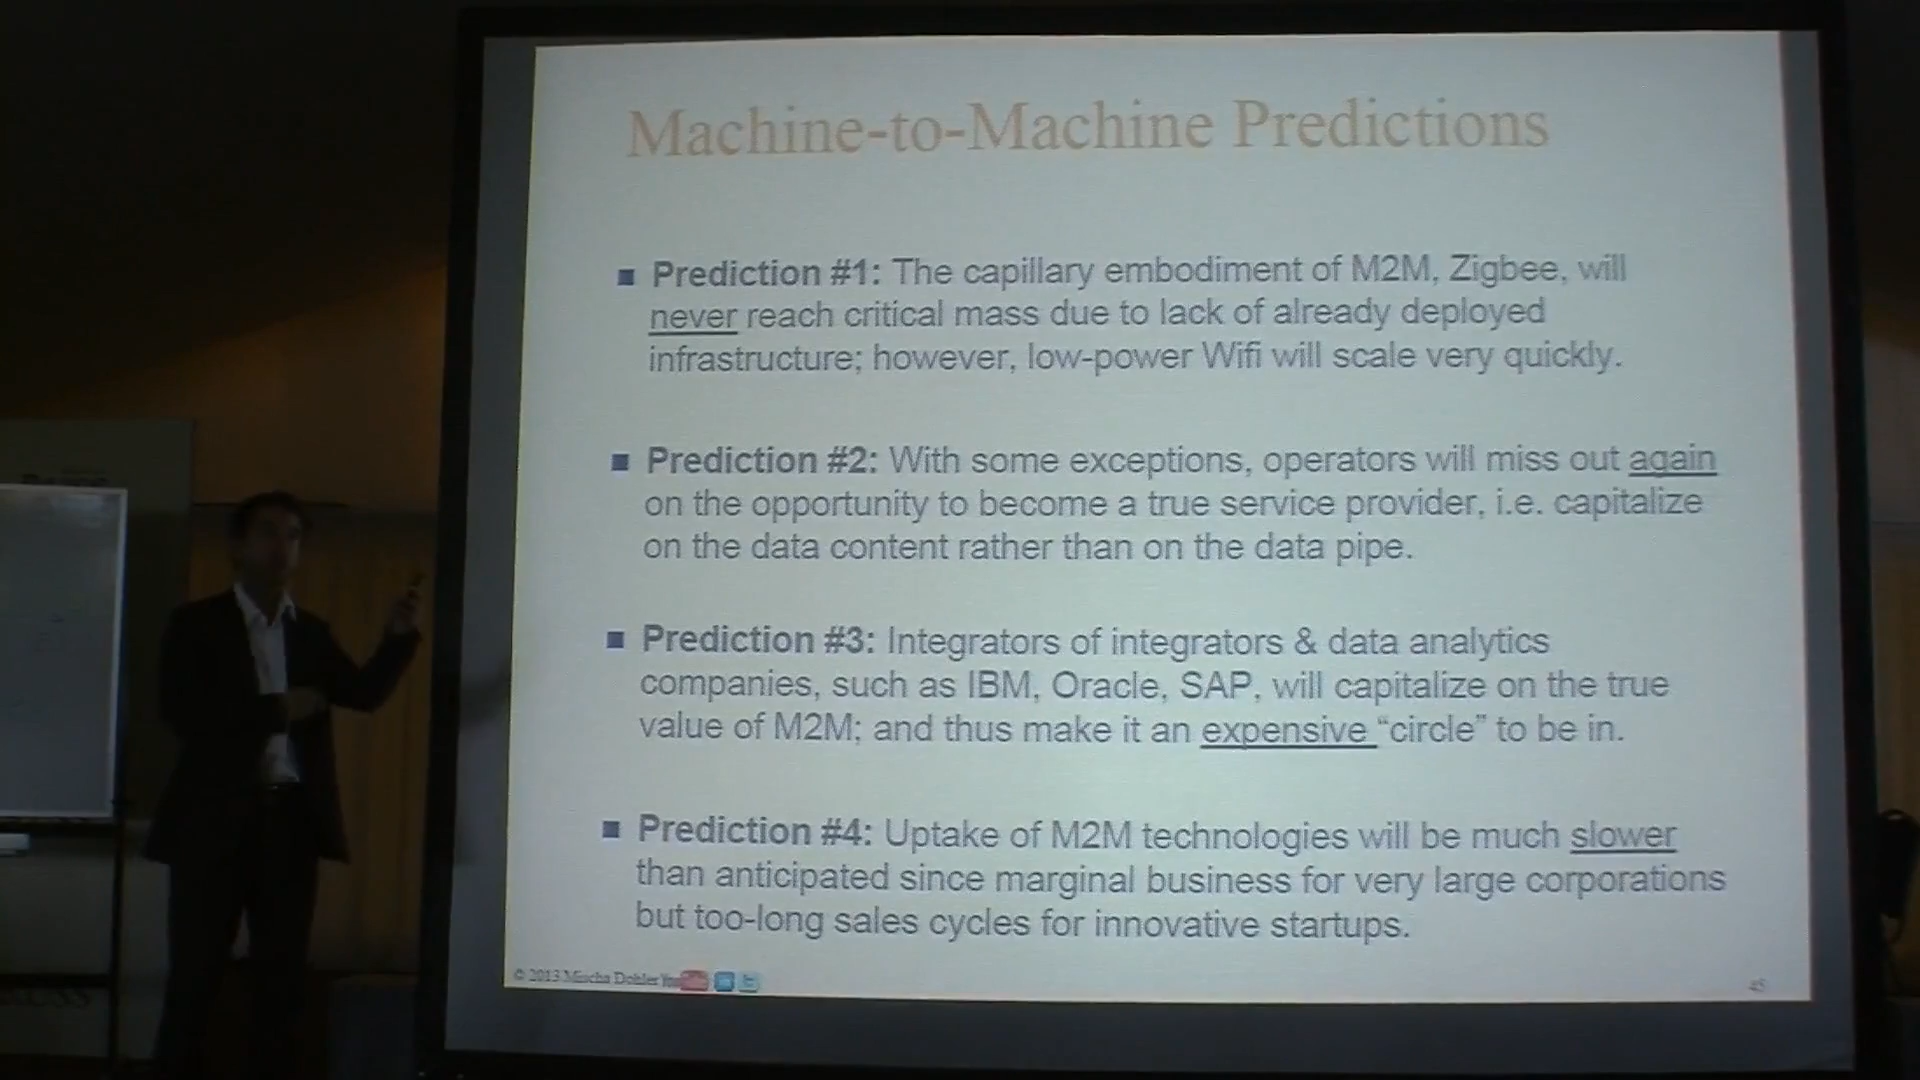 Machine-to-Machine Predictions
■ Prediction #1: The capillary embodiment of M2M, Zigbee, will
never reach critical mass due to lack of already deployed
infrastructure; however, low-power Wifi will scale very quickly.
■ Prediction #2: With some exceptions, operators will miss out again
on the opportunity to become a true service provider, i.e. capitalize
on the data content rather than on the data pipe.
■ Prediction #3: Integrators of integrators & data analytics
companies, such as IBM, Oracle, SAP, will capitalize on the true
value of M2M; and thus make it an expensive “circle” to be in.
■ Prediction #4: Uptake of M2M technologies will be much slower
than anticipated since marginal business for very large corporations
but too-long sales cycles for innovative startups.
© 2013 Mischa Dohler YouTube in
45